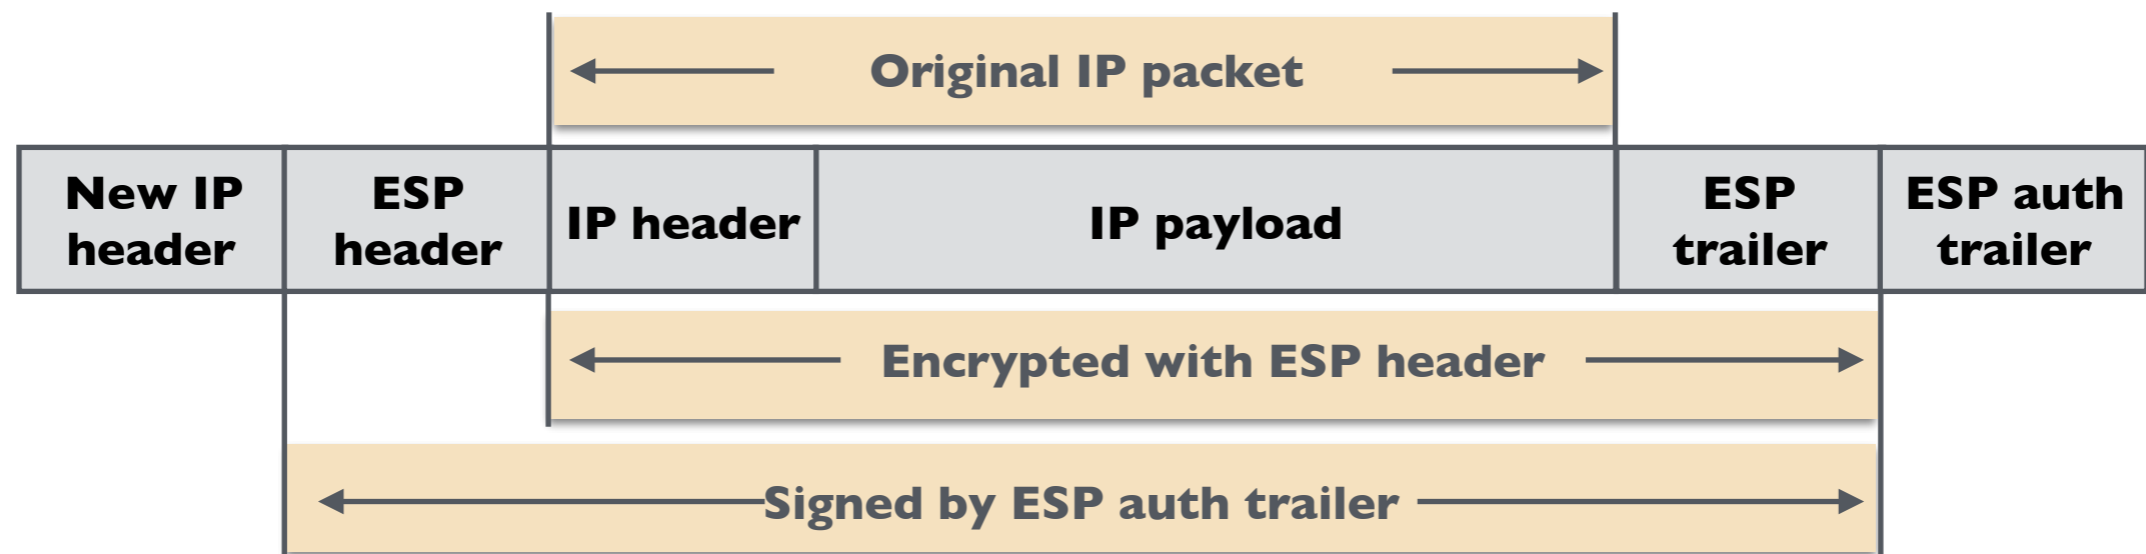 Original IP packet
New IP
header
ESP
header
IP header
IP payload
ESP
trailer
ESP auth
trailer
Encrypted with ESP header
Signed by ESP auth trailer